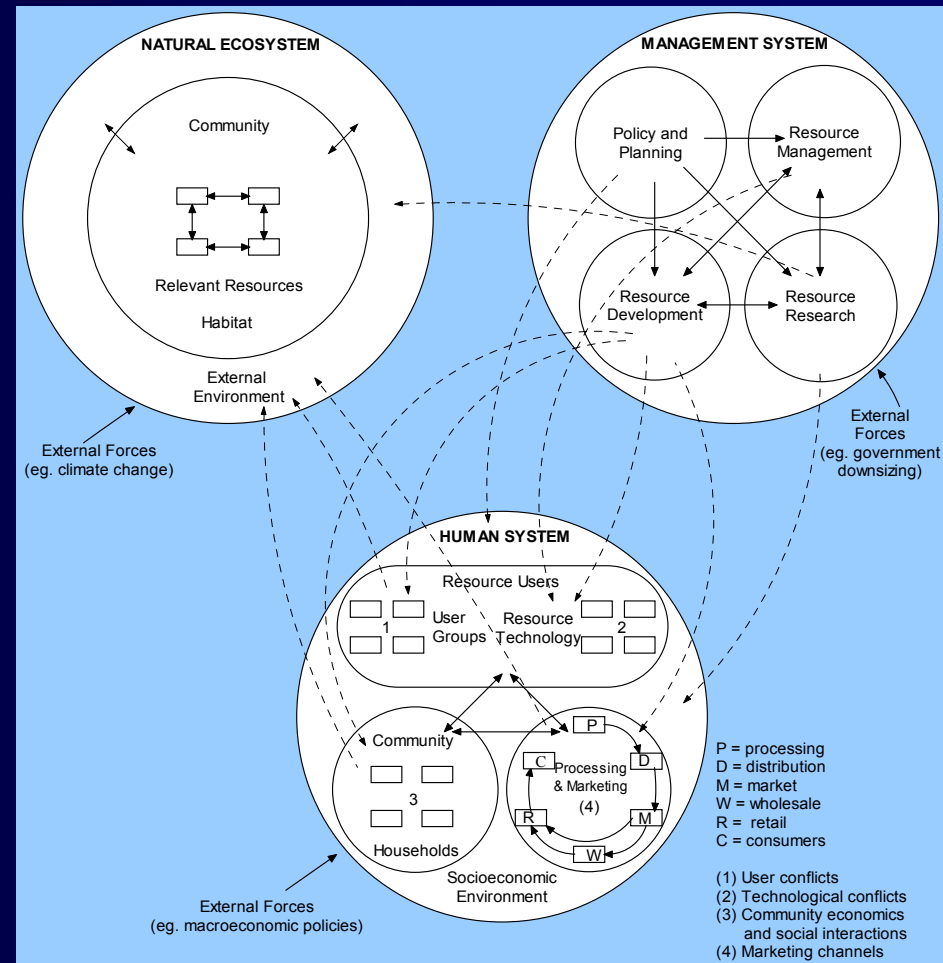 NATURAL ECOSYSTEM
Community
Relevant Resources
Habitat
External
Environment
External Forces
(eg. climate change)
MANAGEMENT SYSTEM
Policy and
Planning
Resource
Management
Resource
Development
Resource
Research
External
Forces
(eg. government
downsizing)
HUMAN SYSTEM
Resource Users
1
User
Groups
Resource
Technology
2
Community
3
Households
P
D
M
W
R
C
Processing
& Marketing
(4)
Socioeconomic
Environment
External Forces
(eg. macroeconomic policies)
P = processing
D = distribution
M = market
W = wholesale
R = retail
C = consumers
(1) User conflicts
(2) Technological conflicts
(3) Community economics
and social interactions
(4) Marketing channels